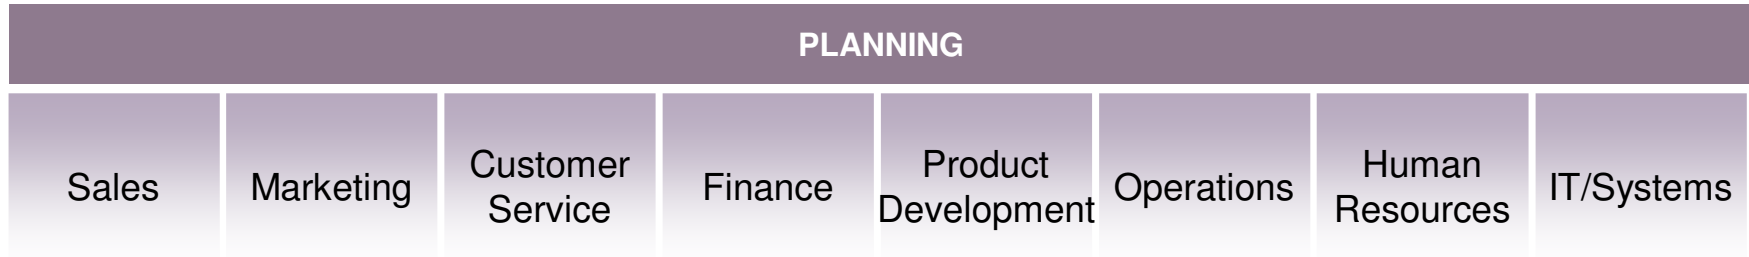 PLANNING
Sales
Marketing
Customer
Service
Finance
Product
Development
Operations
Human
Resources
IT/Systems